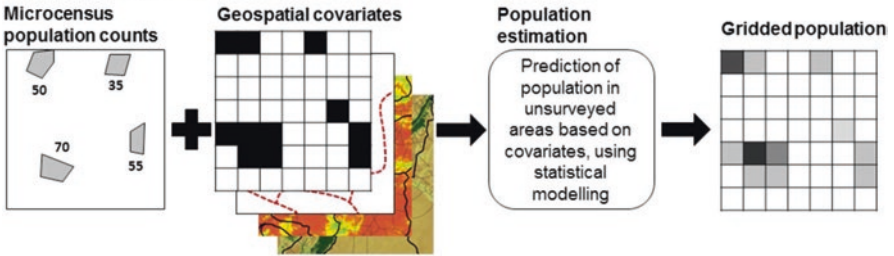 Microcensus
population counts
50
35
70
55
Geospatial covariates
Population
estimation
Prediction of
population in
unsurveyed
areas based on
covariates, using
statistical
modelling
Gridded population